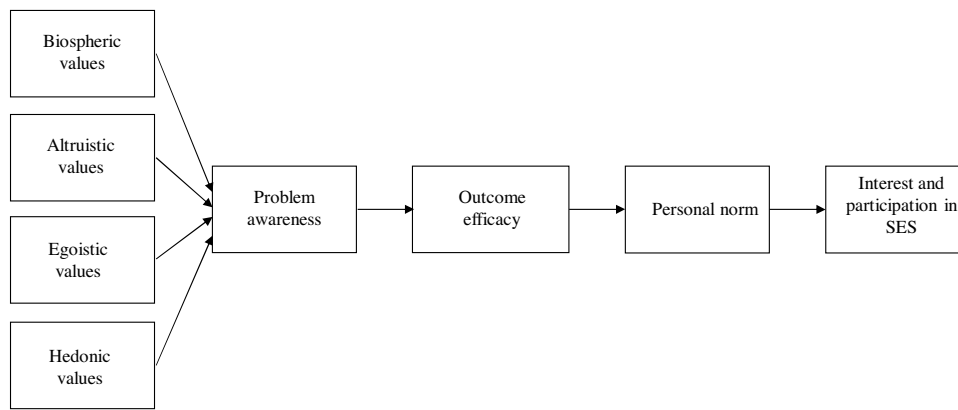 Biospheric
values
Altruistic
values
Egoistic
values
Hedonic
values
Problem
awareness
Outcome
efficacy
Personal norm
Interest and
participation in
SES